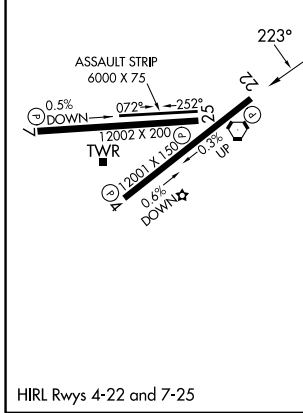 223°
ASSAULT STRIP
6000 X 75
22
P
0.5%
DOWN
072°
252°
P
7
12002 X 200
P
25
TWR
12001 X 150
0.3%
UP
P
4
0.6%
DOWN
HIRL Rwys 4-22 and 7-25